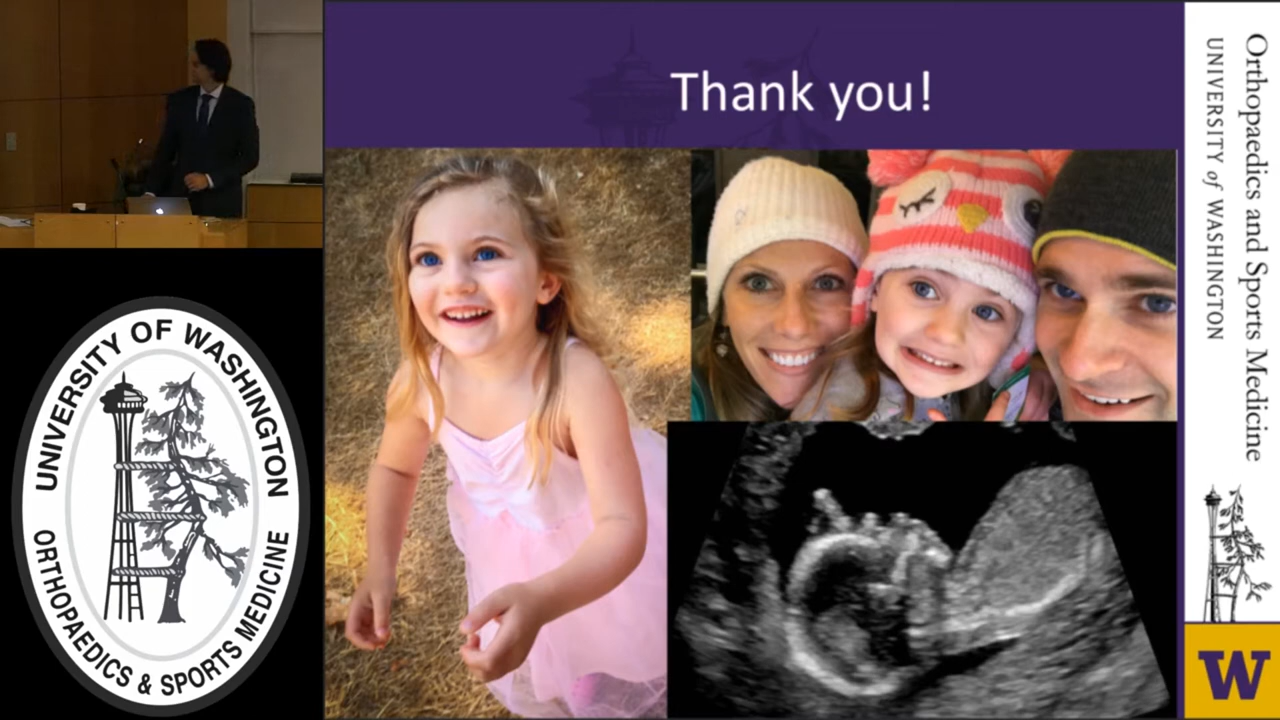 Thank you!
Orthopaedics and Sports Medicine
UNIVERSITY of WASHINGTON
W
UNIVERSITY OF WASHINGTON
ORTHOPAEDICS & SPORTS MEDICINE